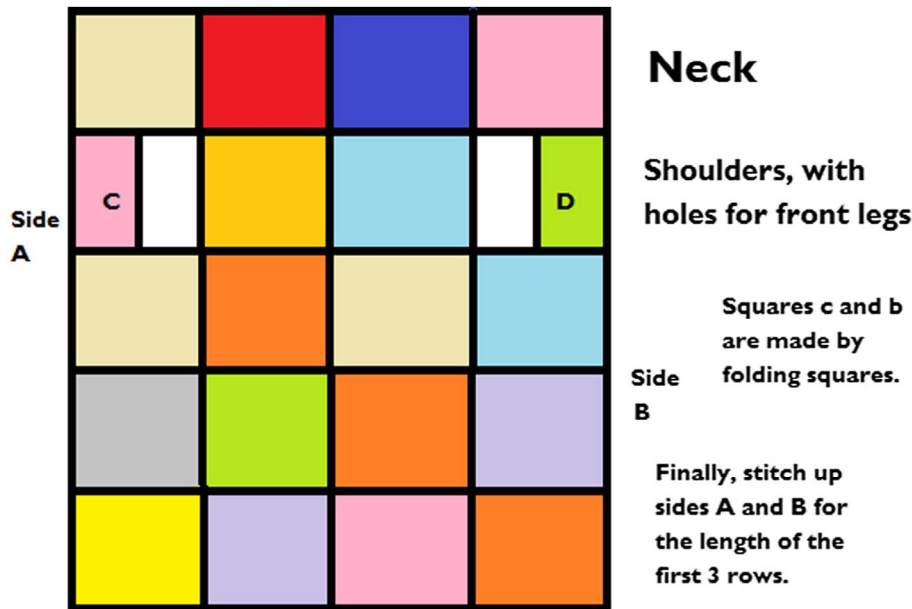 Neck
Shoulders, with
holes for front legs
C
D
Side
A
Squares c and b
are made by
folding squares.
Side
B
Finally, stitch up
sides A and B for
the length of the
first 3 rows.